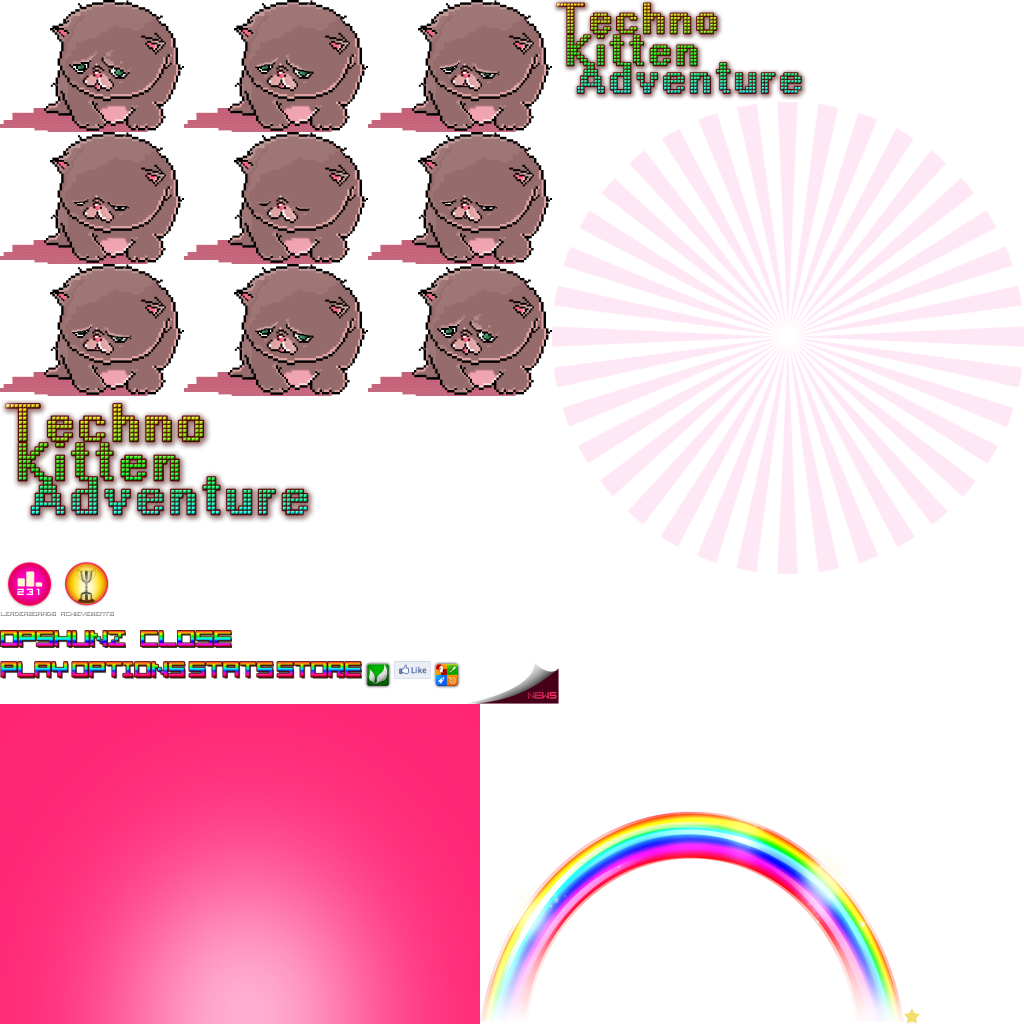 Techno
Kitten
Adventure
Techno
Kitten
Adventure
231
LEADERBOARDS ACHIEVEMENTS
OPSHUNZ CLOSE
PLAY OPTIONS STATS STORE
Like
NEWS